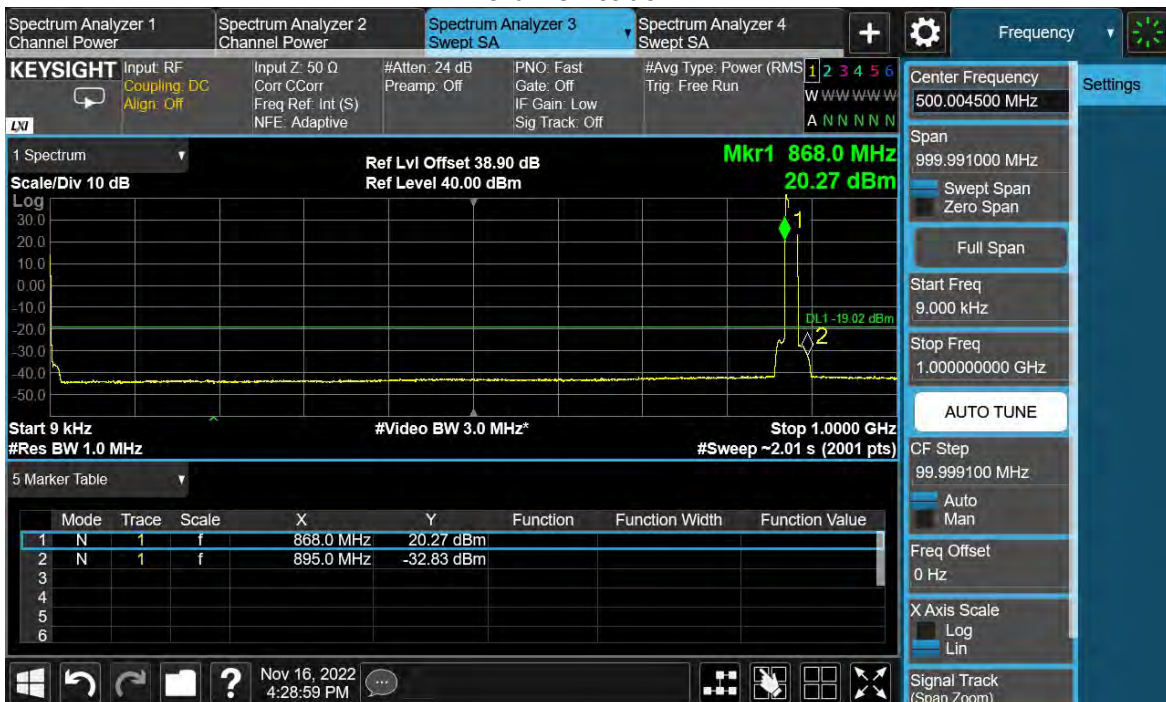 Spectrum Analyzer 1
Channel Power
Spectrum Analyzer 2
Channel Power
Spectrum Analyzer 3
Swept SA
Spectrum Analyzer 4
Swept SA
+
Frequency
KEYSIGHT
LXI
Input: RF
Coupling: DC
Align: Off
Input Z: 50 Ω
Corr CCorr
Freq Ref: Int (S)
NFE: Adaptive
#Atten: 24 dB
Preamp: Off
PNO: Fast
Gate: Off
IF Gain: Low
Sig Track: Off
#Avg Type: Power (RMS
Trig: Free Run
1 2 3 4 5 6
W W W W W W
A N N N N N
1 Spectrum
Scale/Div 10 dB
Ref Lvl Offset 38.90 dB
Ref Level 40.00 dBm
Mkr1 868.0 MHz
20.27 dBm
Log
30.0
20.0
10.0
0.00
-10.0
-20.0
-30.0
-40.0
-50.0
1
DL1 -19.02 dBm
2
Start 9 kHz
#Res BW 1.0 MHz
#Video BW 3.0 MHz*
Stop 1.0000 GHz
#Sweep ~2.01 s (2001 pts)
5 Marker Table
Mode Trace Scale X Y Function Function Width Function Value
1 N 1 f 868.0 MHz 20.27 dBm
2 N 1 f 895.0 MHz -32.83 dBm
3
4
5
6
?
Nov 16, 2022
4:28:59 PM
Center Frequency
500.004500 MHz
Span
999.991000 MHz
Swept Span
Zero Span
Full Span
Start Freq
9.000 kHz
Stop Freq
1.000000000 GHz
AUTO TUNE
CF Step
99.999100 MHz
Auto
Man
Freq Offset
0 Hz
X Axis Scale
Log
Lin
Signal Track
(Span Zoom)
Settings